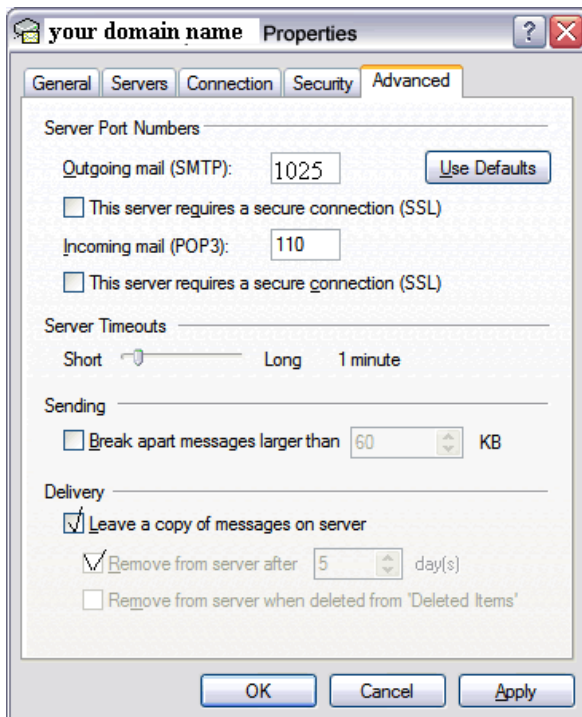 your domain name Properties
General Servers Connection Security Advanced
Server Port Numbers
Outgoing mail (SMTP): 1025 Use Defaults
This server requires a secure connection (SSL)
Incoming mail (POP3): 110
This server requires a secure connection (SSL)
Server Timeouts
Short Long 1 minute
Sending
Break apart messages larger than 60 KB
Delivery
Leave a copy of messages on server
Remove from server after 5 day(s)
Remove from server when deleted from 'Deleted Items'
OK Cancel Apply